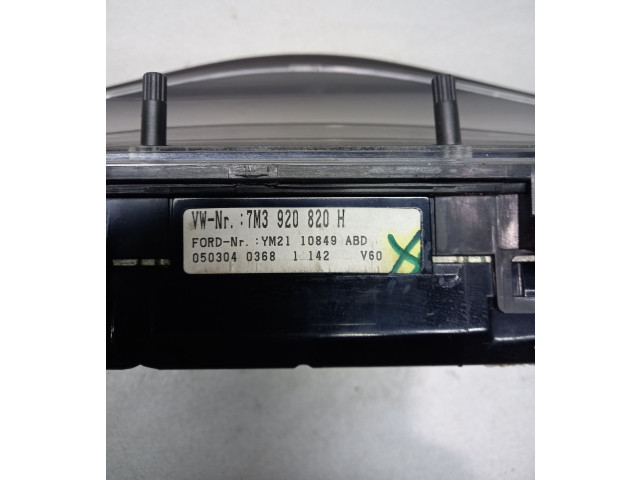 VW-Nr.:7M3 920 820 H
FORD-Nr.:YM21 10849 ABD
050304 0368 1 142 V60